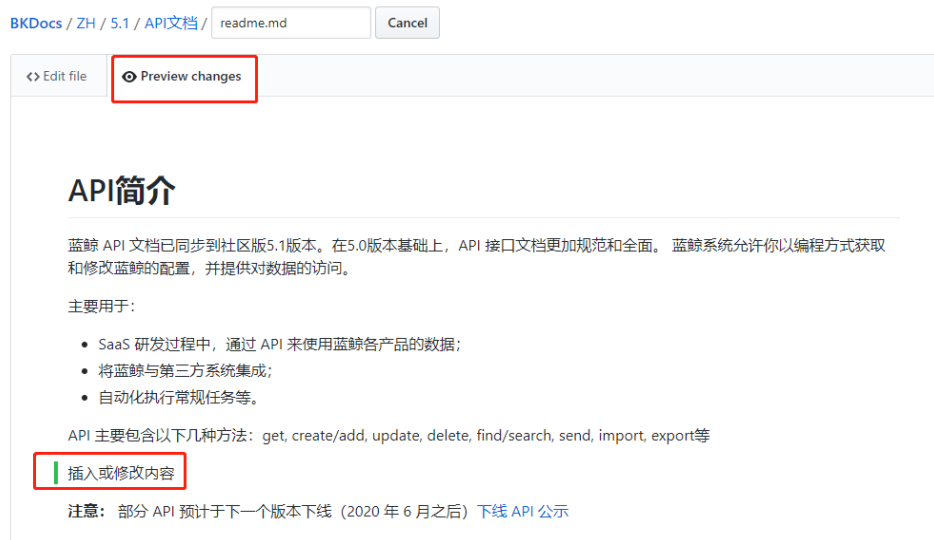 BKDocs / ZH / 5.1 / API文档 / readme.md Cancel
<> Edit file Preview changes
API简介
蓝鲸 API 文档已同步到社区版5.1版本。在5.0版本基础上，API 接口文档更加规范和全面。 蓝鲸系统允许你以编程方式获取
和修改蓝鲸的配置，并提供对数据的访问。
主要用于：
• SaaS 研发过程中，通过 API 来使用蓝鲸各产品的数据；
• 将蓝鲸与第三方系统集成；
• 自动化执行常规任务等。
API 主要包含以下几种方法：get, create/add, update, delete, find/search, send, import, export等
插入或修改内容
注意： 部分 API 预计于下一个版本下线（2020 年 6 月之后）下线 API 公示